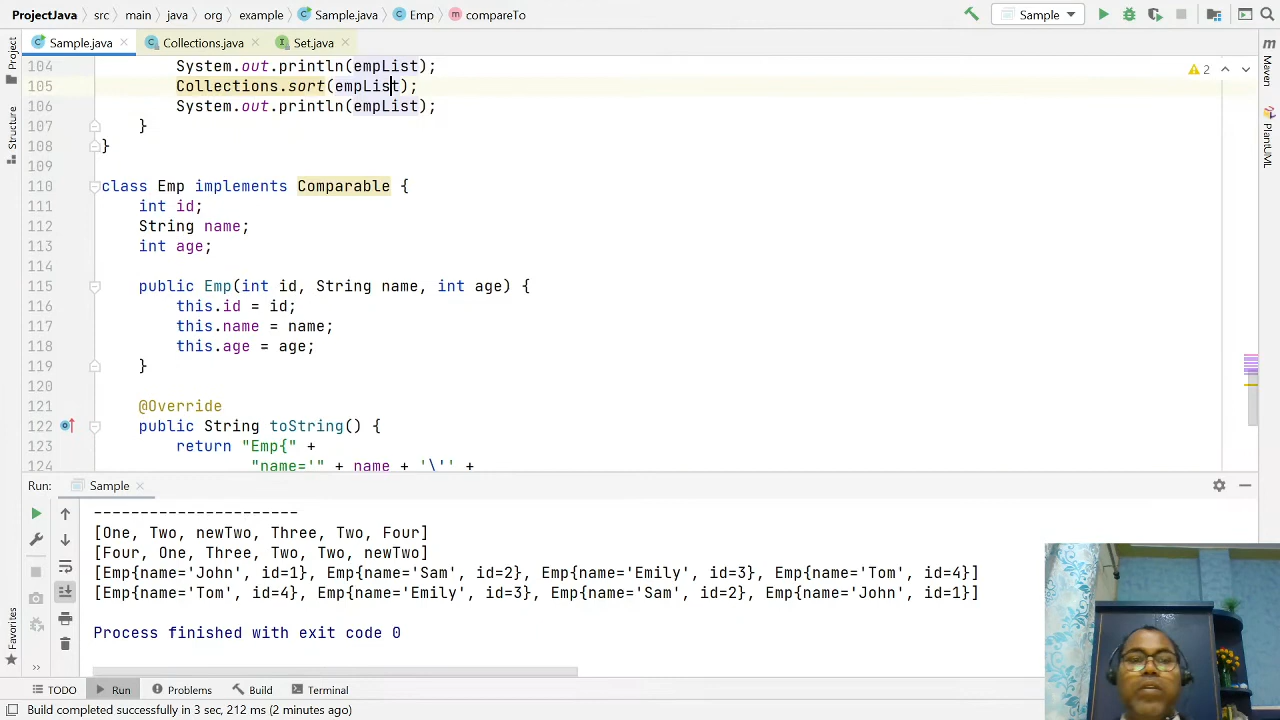 ProjectJava src main java org example Sample.java Emp compareTo Sample
Sample.java Collections.java Set.java
104 System.out.println(empList);
105 Collections.sort(empList);
106 System.out.println(empList);
107 }
108 }
109
110 class Emp implements Comparable {
111 int id;
112 String name;
113 int age;
114
115 public Emp(int id, String name, int age) {
116 this.id = id;
117 this.name = name;
118 this.age = age;
119 }
120
121 @Override
122 public String toString() {
123 return "Emp{" +
124 "name='" + name + '\'' +
2
Project
Structure
Favorites
Maven
PlantUML
Run: Sample
----------------------
[One, Two, newTwo, Three, Two, Four]
[Four, One, Three, Two, Two, newTwo]
[Emp{name='John', id=1}, Emp{name='Sam', id=2}, Emp{name='Emily', id=3}, Emp{name='Tom', id=4}]
[Emp{name='Tom', id=4}, Emp{name='Emily', id=3}, Emp{name='Sam', id=2}, Emp{name='John', id=1}]
Process finished with exit code 0
TODO Run Problems Build Terminal
Build completed successfully in 3 sec, 212 ms (2 minutes ago)